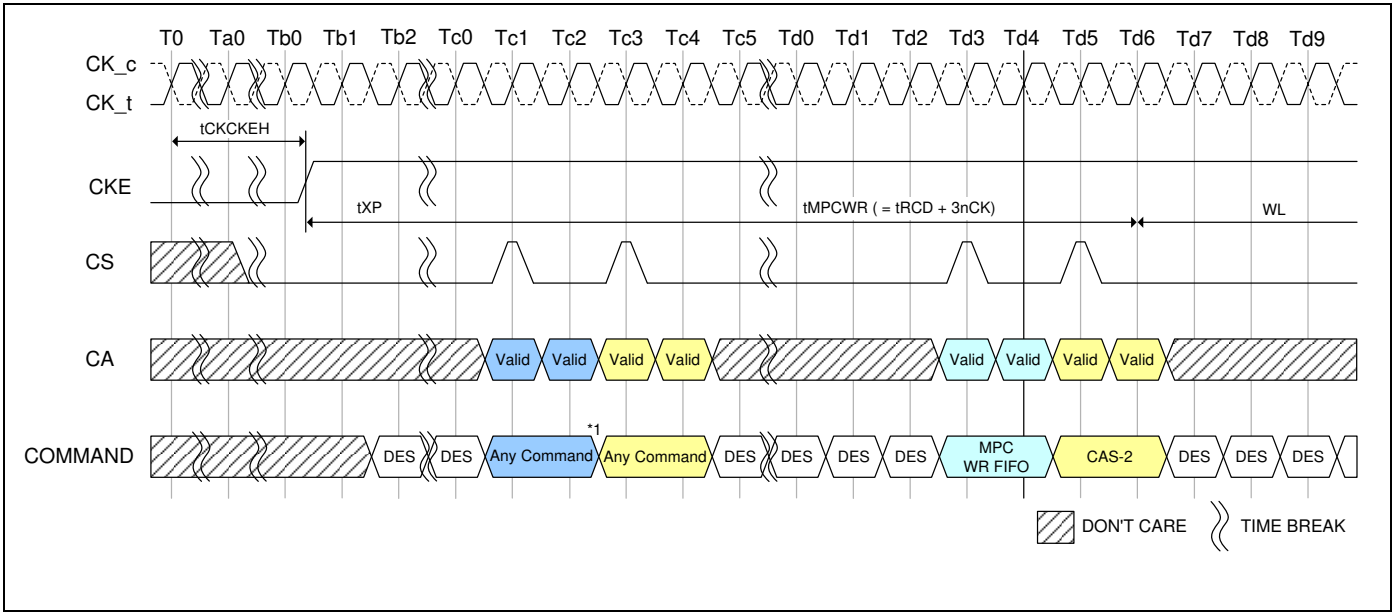 T0 Ta0 Tb0 Tb1 Tb2 Tc0 Tc1 Tc2 Tc3 Tc4 Tc5 Td0 Td1 Td2 Td3 Td4 Td5 Td6 Td7 Td8 Td9
CK_c
CK_t
tCKCKEH
CKE
tXP tMPCWR ( = tRCD + 3nCK) WL
CS
CA Valid Valid Valid Valid Valid Valid Valid Valid
*1
COMMAND DES DES Any Command Any Command DES DES DES DES MPC WR FIFO CAS-2 DES DES DES
DON'T CARE TIME BREAK